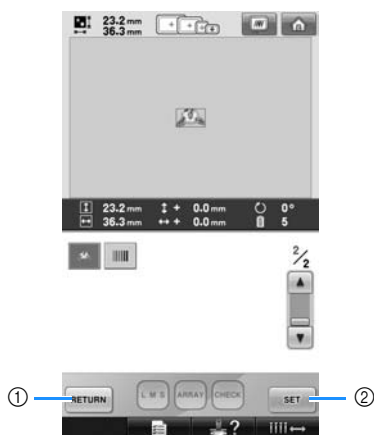 23.2 mm
36.3 mm
23.2 mm 0.0 mm 0°
36.3 mm 0.0 mm 5
2/2
① RETURN L M S ARRAY CHECK SET ②
?